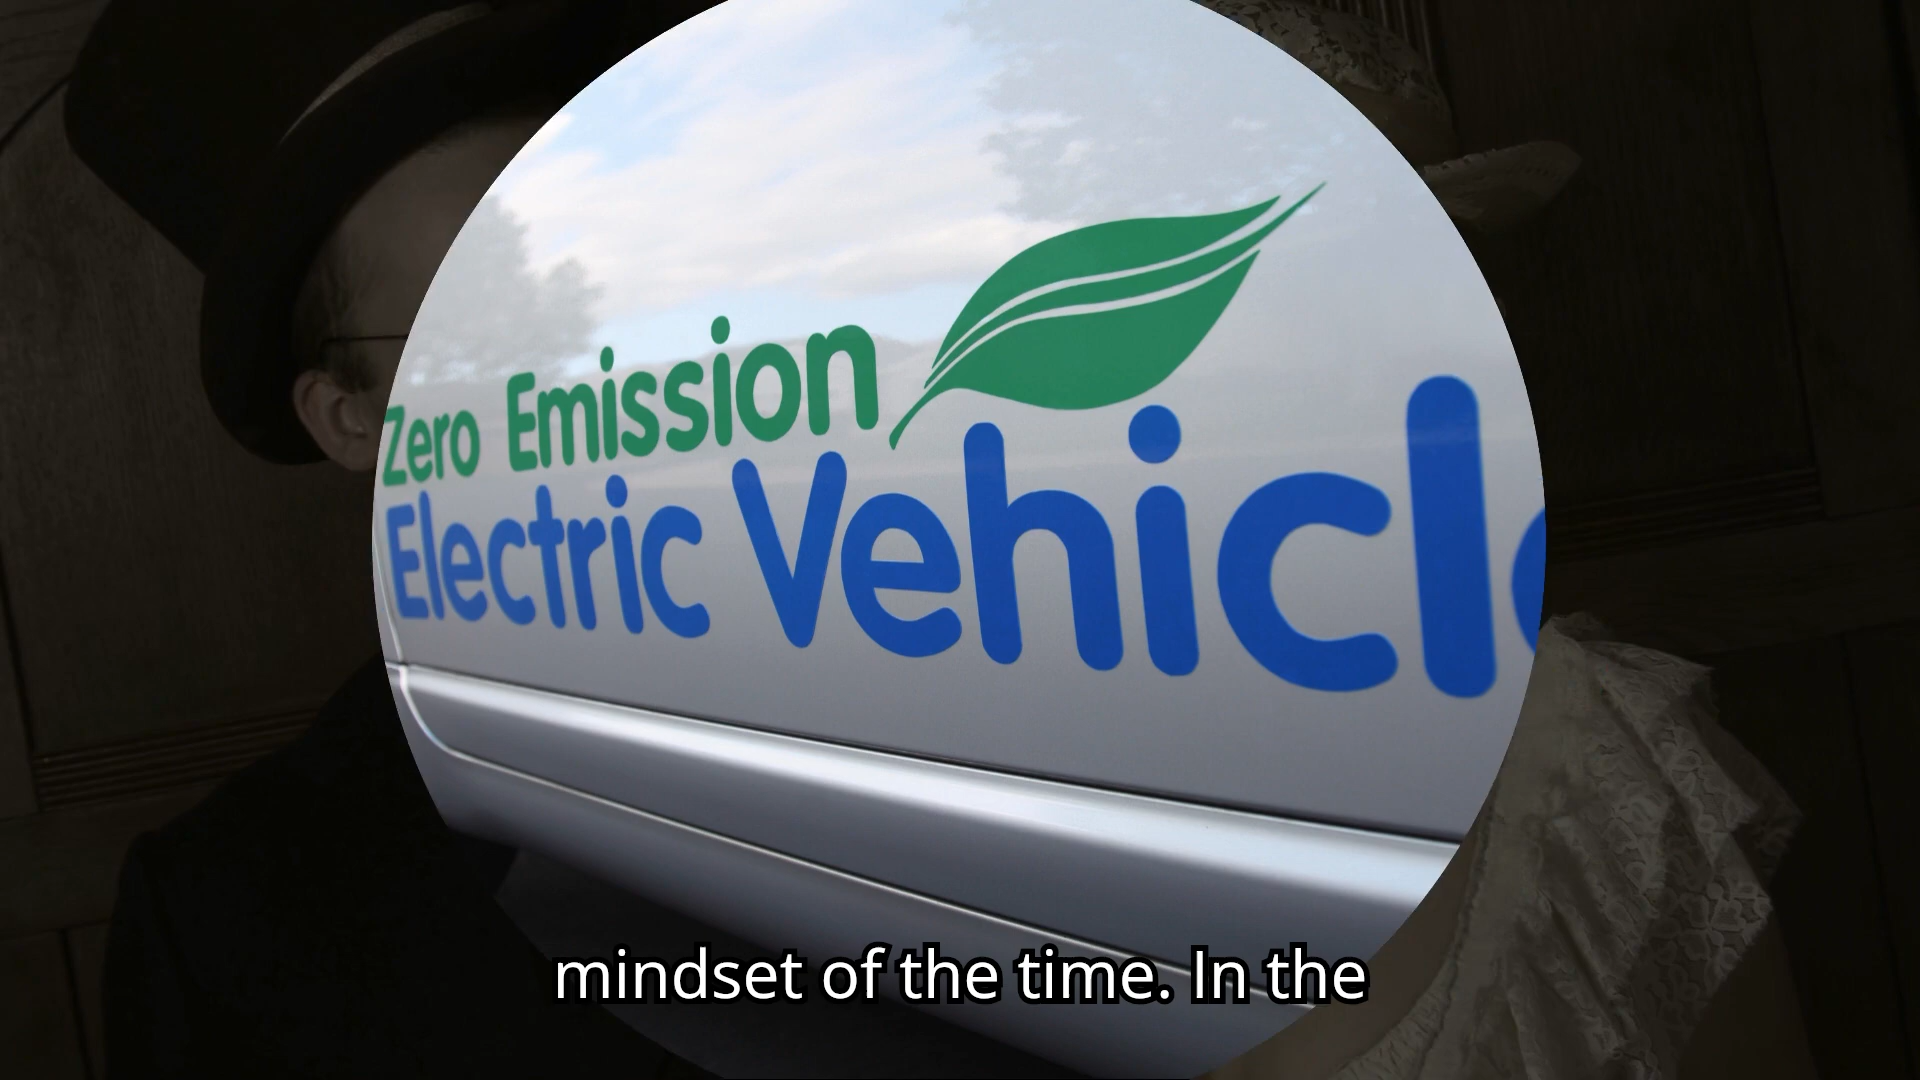 Zero Emission
Electric Vehicl
mindset of the time. In the